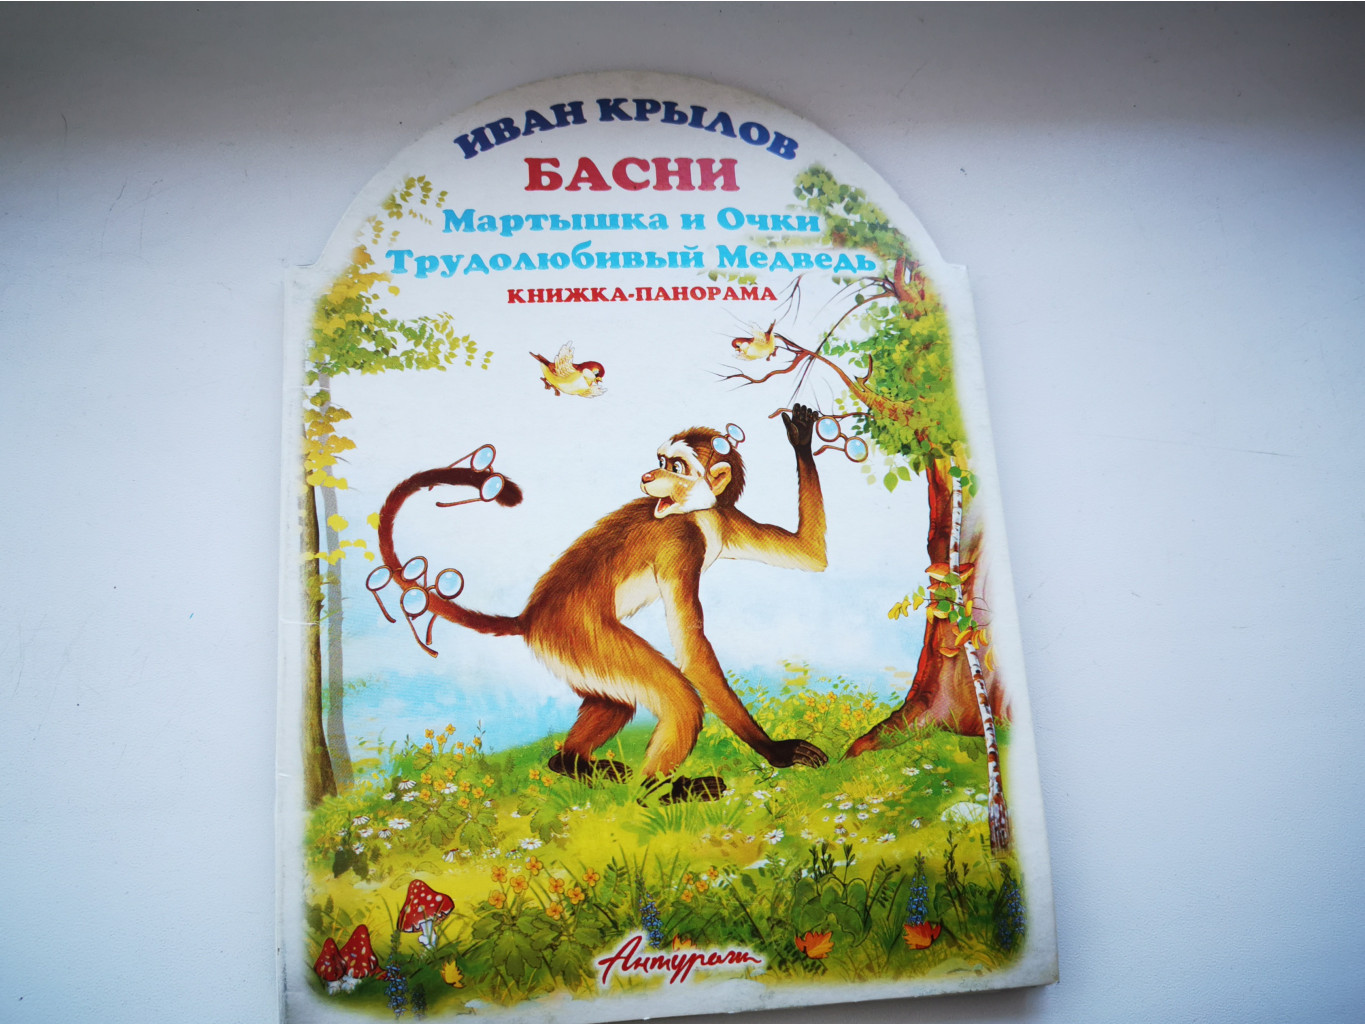 ИВАН КРЫЛОВ
БАСНИ
Мартышка и Очки
Трудолюбивый Медведь
КНИЖКА-ПАНОРАМА
Антураж